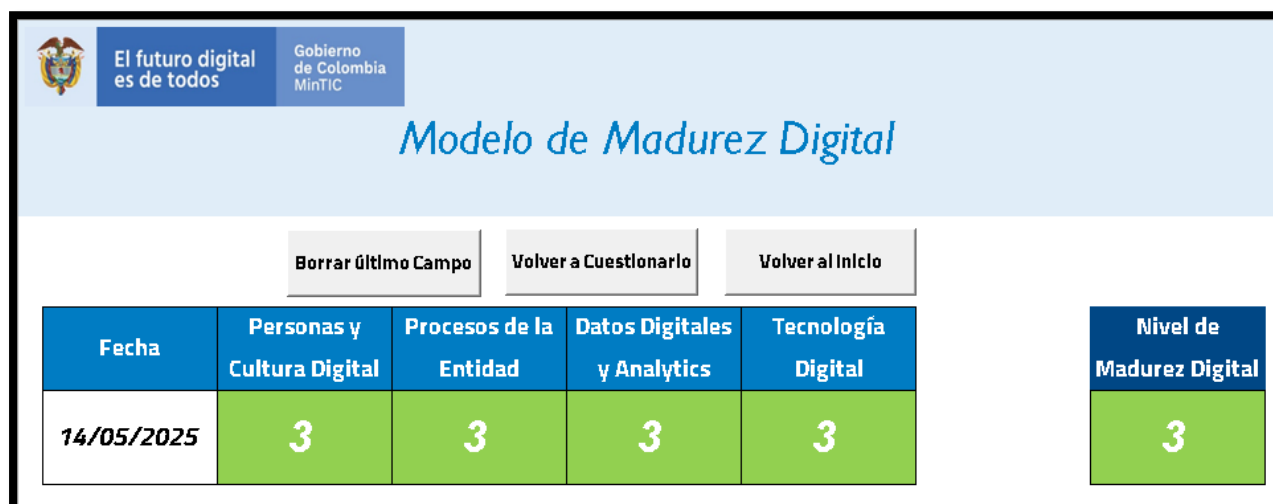 El futuro digital
es de todos
Gobierno
de Colombia
MinTIC
Modelo de Madurez Digital
Borrar último Campo
Volver a Cuestionario
Volver al Inicio
Fecha
Personas y
Cultura Digital
Procesos de la
Entidad
Datos Digitales
y Analytics
Tecnología
Digital
Nivel de
Madurez Digital
14/05/2025
3
3
3
3
3